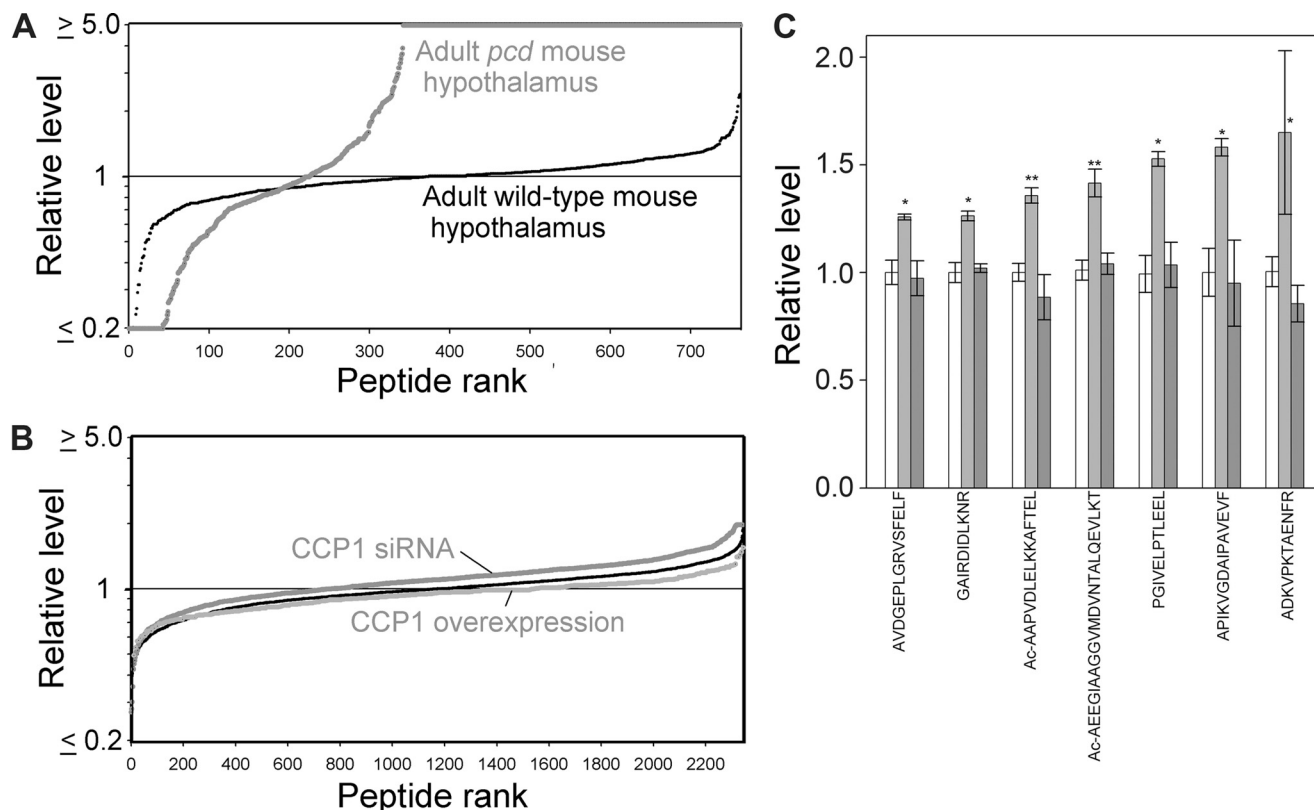 A
≥ 5.0
1
≤ 0.2
Relative level
Adult pcd mouse
hypothalamus
Adult wild-type mouse
hypothalamus
0 100 200 300 400 500 600 700
Peptide rank
B
≥ 5.0
1
≤ 0.2
Relative level
CCP1 siRNA
CCP1 overexpression
0 200 400 600 800 1000 1200 1400 1600 1800 2000 2200
Peptide rank
C
2.0
1.5
1.0
0.5
0.0
Relative level
* * ** ** * * *
AVDGEPLGRVSFELF
GAIRDIDLKNR
Ac-AAPVDLELKKAFTEL
Ac-AEEGIAAGGVMDVNTALQEVLKT
PGIVELPTLEEL
APIKVGDAIPAVEVF
ADKVPKTAENFR